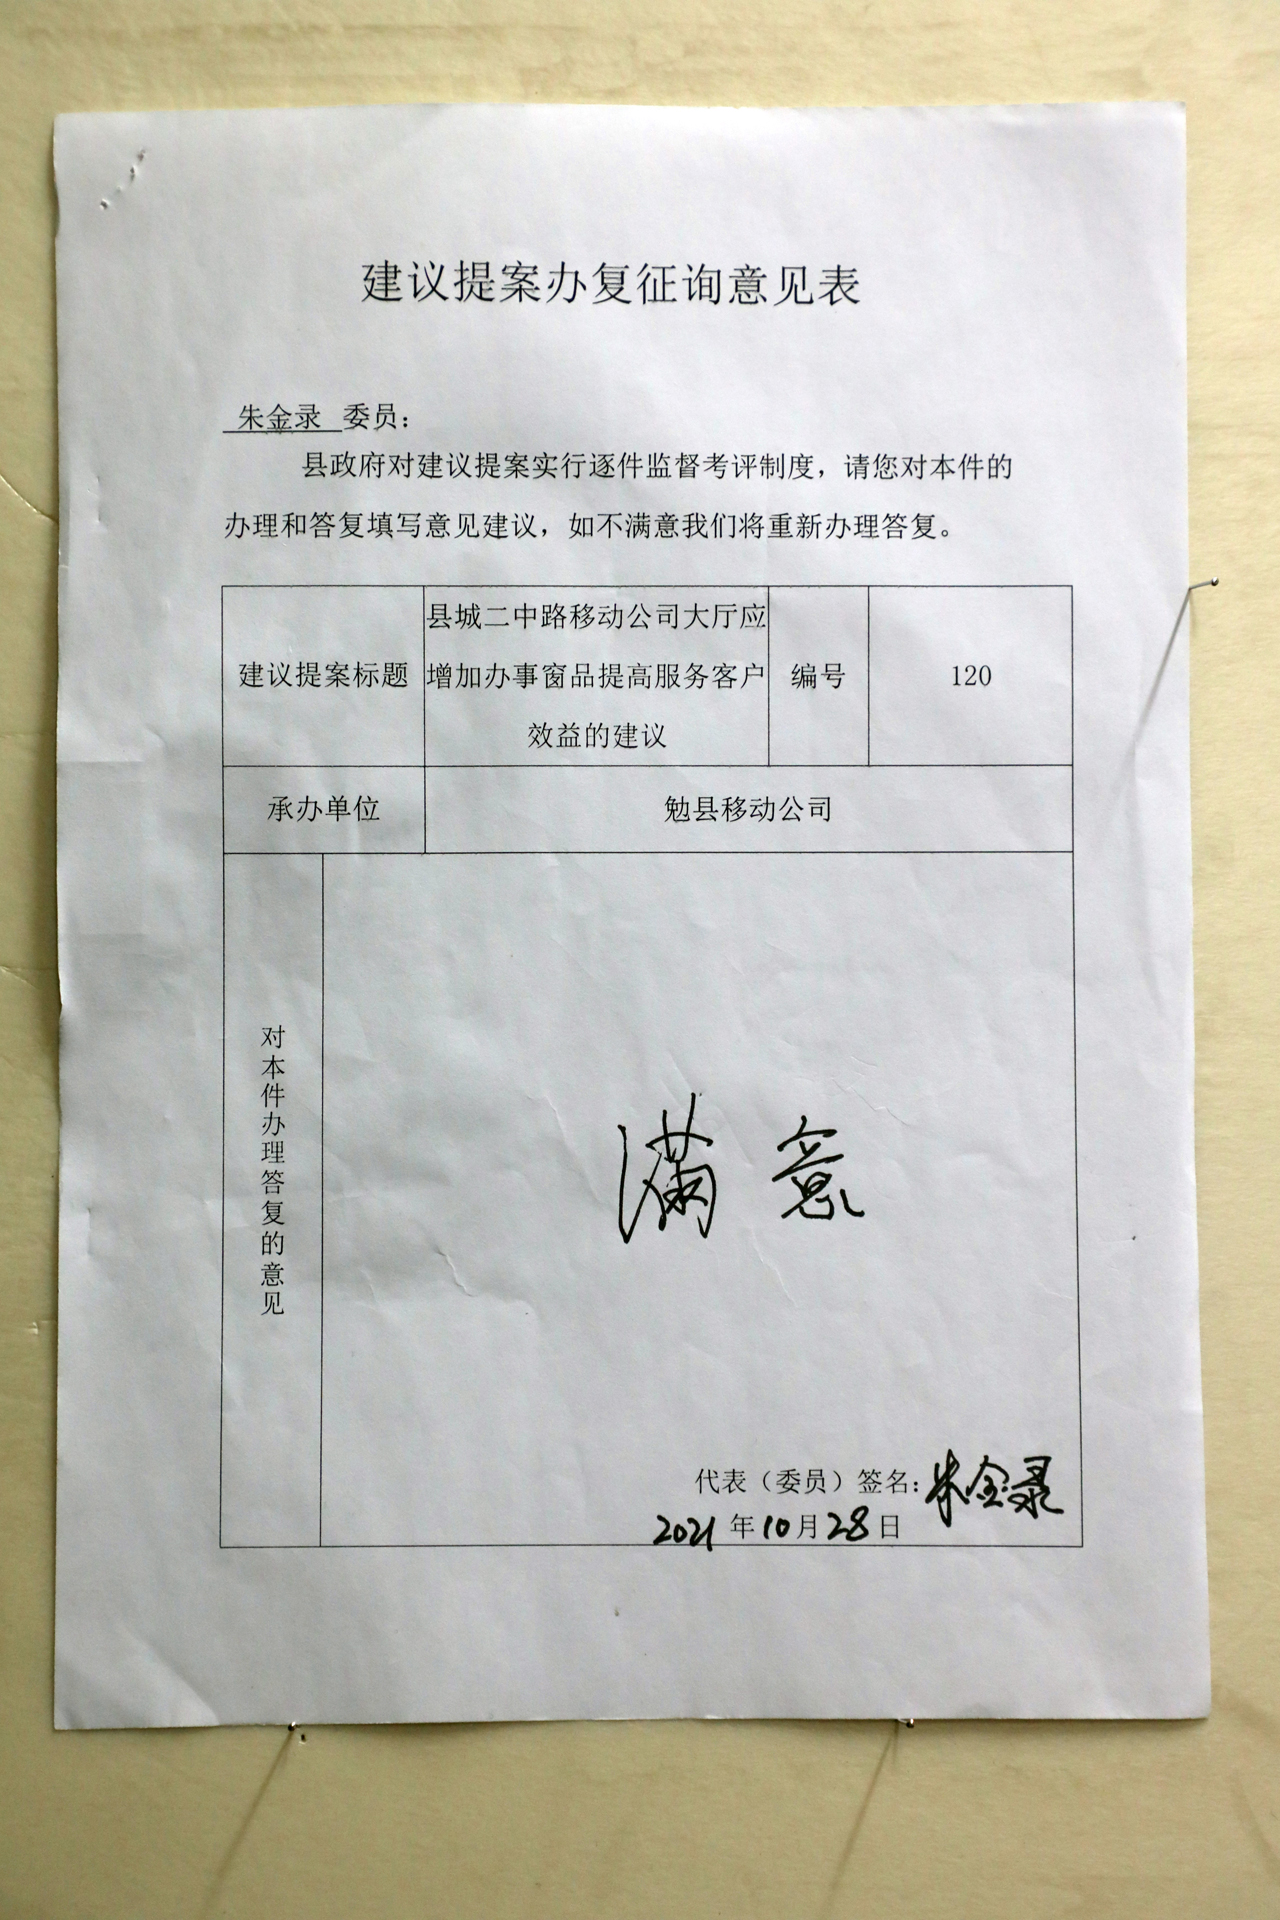 建议提案办复征询意见表
朱金录 委员：
县政府对建议提案实行逐件监督考评制度，请您对本件的
办理和答复填写意见建议，如不满意我们将重新办理答复。
建议提案标题
县城二中路移动公司大厅应
增加办事窗品提高服务客户
效益的建议
编号
120
承办单位
勉县移动公司
对本件办理答复的意见
满意
代表（委员）签名：朱金录
2021年10月28日